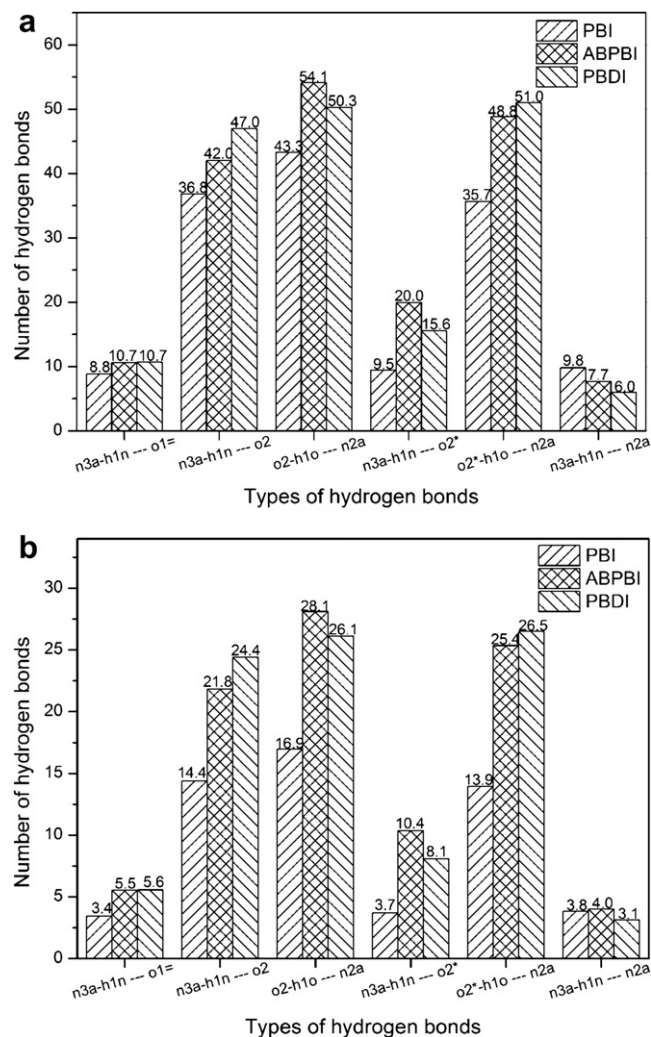 a
PBI
ABPBI
PBDI
Number of hydrogen bonds
60
50
40
30
20
10
0
8.8 10.7 10.7
36.8 42.0 47.0
43.3 54.1 50.3
9.5 20.0 15.6
35.7 48.8 51.0
9.8 7.7 6.0
n3a-h1n --- o1= n3a-h1n --- o2 o2-h1o --- n2a n3a-h1n --- o2* o2*-h1o --- n2a n3a-h1n --- n2a
Types of hydrogen bonds
b
PBI
ABPBI
PBDI
Number of hydrogen bonds
30
25
20
15
10
5
0
3.4 5.5 5.6
14.4 21.8 24.4
16.9 28.1 26.1
3.7 10.4 8.1
13.9 25.4 26.5
3.8 4.0 3.1
n3a-h1n --- o1= n3a-h1n --- o2 o2-h1o --- n2a n3a-h1n --- o2* o2*-h1o --- n2a n3a-h1n --- n2a
Types of hydrogen bonds